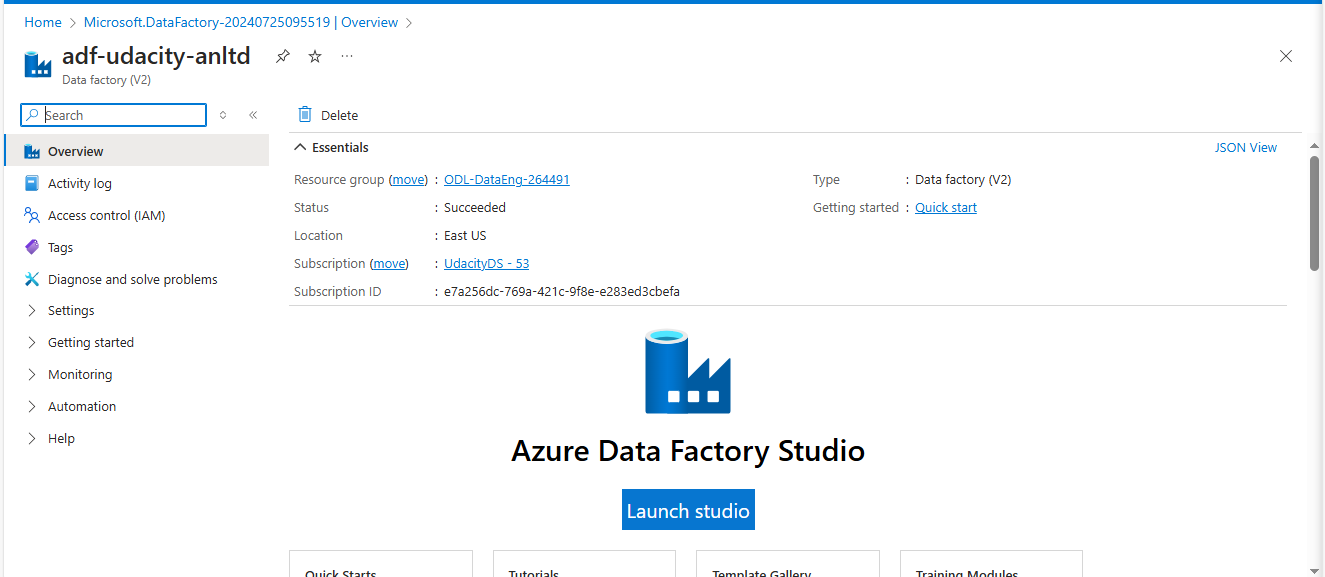 Home > Microsoft.DataFactory-20240725095519 | Overview >
adf-udacity-anltd
Data factory (V2)
Search
Delete
Overview
Activity log
Access control (IAM)
Tags
Diagnose and solve problems
Settings
Getting started
Monitoring
Automation
Help
Essentials
JSON View
Resource group (move) : ODL-DataEng-264491
Status : Succeeded
Location : East US
Subscription (move) : UdacityDS - 53
Subscription ID : e7a256dc-769a-421c-9f8e-e283ed3cbefa
Type : Data factory (V2)
Getting started : Quick start
Azure Data Factory Studio
Launch studio
Quick Starts
Tutorials
Template Gallery
Training Modules